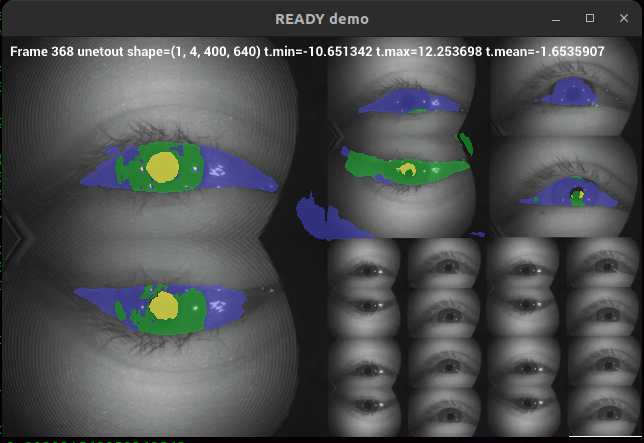 READY demo
Frame 368 unetout shape=(1, 4, 400, 640) t.min=-10.651342 t.max=12.253698 t.mean=-1.6535907